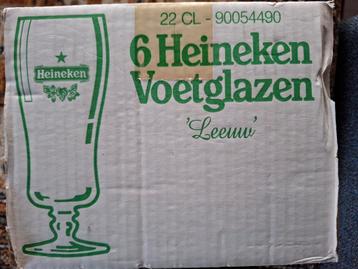 22 CL - 90054490
6 Heineken
Voetglazen
'Leeuw'
Heineken